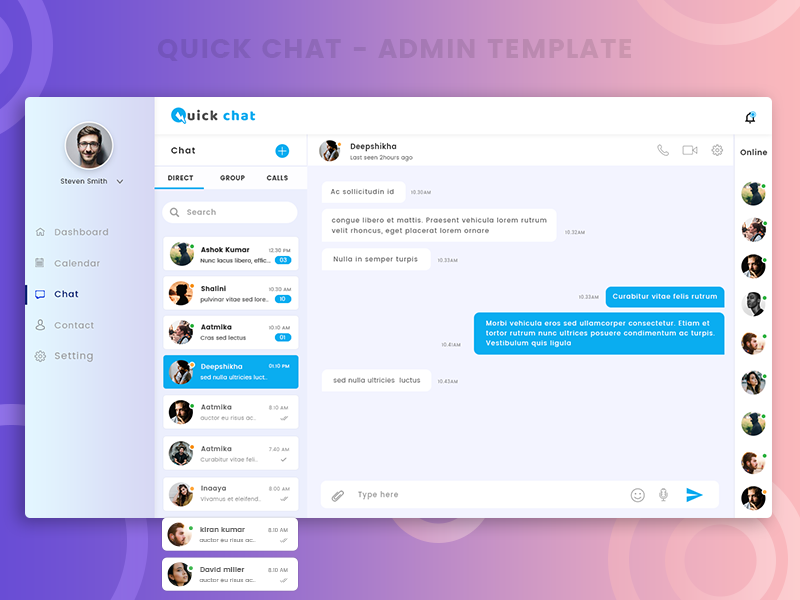 QUICK CHAT - ADMIN TEMPLATE
Quick chat
Steven Smith
Dashboard
Calendar
Chat
Contact
Setting
Chat
DIRECT GROUP CALLS
Search
Ashok Kumar 12:30 PM
Nunc lacus libero, effic... 03
Shalini 10:30 AM
pulvinar vitae sed lore.. 10
Aatmika 10:10 AM
Cras sed lectus 01
Deepshikha 01:10 PM
sed nulla ultricies luct..
Aatmika 8:10 AM
auctor eu risus ac..
Aatmika 7:40 AM
Curabitur vitae feli..
Inaaya 9:00 AM
Vivamus et eleifend..
kiran kumar 8.10 AM
auctor eu risus ac..
David miller 8.10 AM
auctor eu risus ac..
Deepshikha
Last seen 2hours ago
Ac sollicitudin id 10.30AM
congue libero et mattis. Praesent vehicula lorem rutrum
velit rhoncus, eget placerat lorem ornare 10.32AM
Nulla in semper turpis 10.33AM
10.33AM Curabitur vitae felis rutrum
Morbi vehicula eros sed ullamcorper consectetur. Etiam et
tortor rutrum nunc ultrices posuere condimentum ac turpis.
Vestibulum quis ligula
10.41AM
sed nulla ultricies luctus 10.43AM
Type here
Online